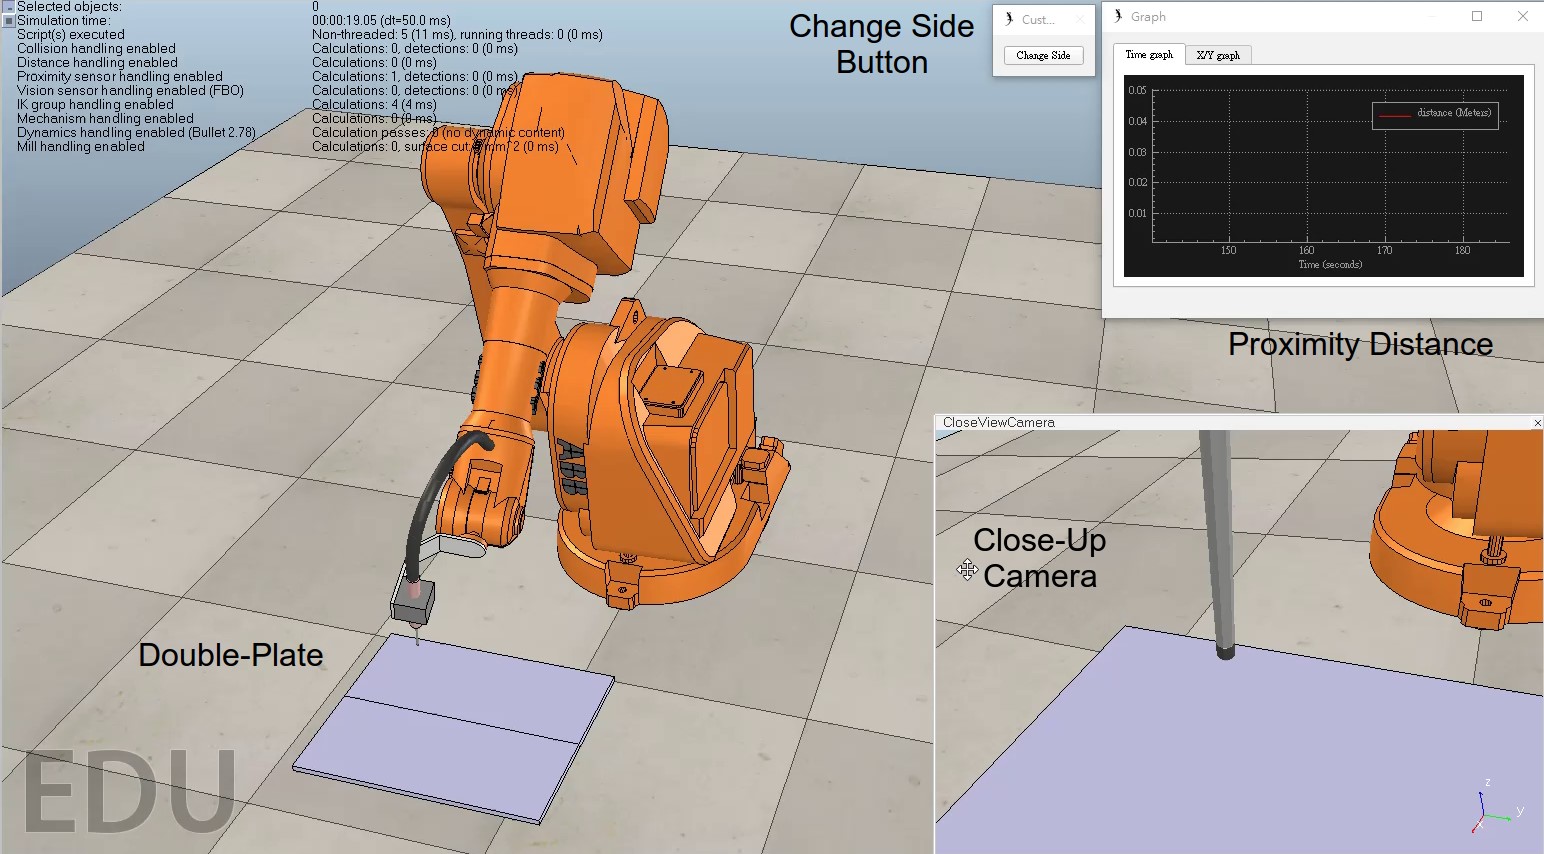 Selected objects: 0
Simulation time: 00:00:19.05 (dt=50.0 ms)
Script(s) executed Non-threaded: 5 (11 ms), running threads: 0 (0 ms)
Collision handling enabled Calculations: 0, detections: 0 (0 ms)
Distance handling enabled Calculations: 0 (0 ms)
Proximity sensor handling enabled Calculations: 1, detections: 0 (0 ms)
Vision sensor handling enabled (FBO) Calculations: 0, detections: 0 (0 ms)
IK group handling enabled Calculations: 4 (4 ms)
Mechanism handling enabled Calculations: 0 (0 ms)
Dynamics handling enabled (Bullet 2.78) Calculation passes: 0 (no dynamic content)
Mill handling enabled Calculations: 0, surface cut: 0 mm^2 (0 ms)
Change Side
Button
Cust...
Change Side
Graph
Time graph X/Y graph
0.05
0.04
0.03
0.02
0.01
distance (Meters)
150 160 170 180
Time (seconds)
Proximity Distance
CloseViewCamera
Close-Up
Camera
ABB
Double-Plate
EDU
z
y
x